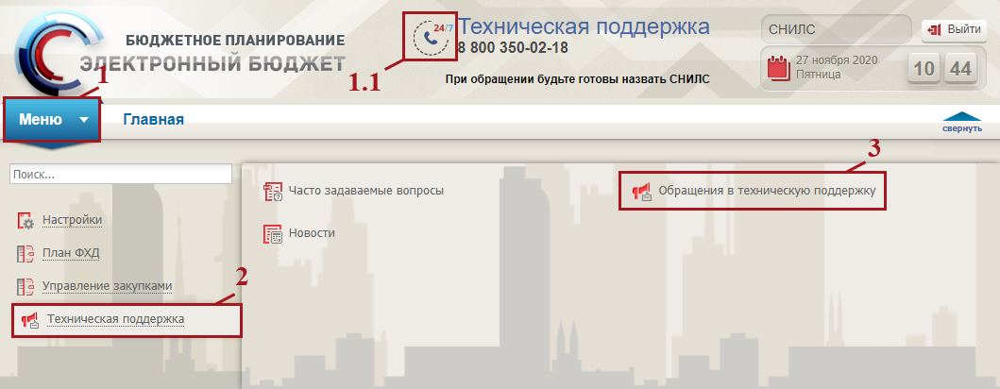 БЮДЖЕТНОЕ ПЛАНИРОВАНИЕ
ЭЛЕКТРОННЫЙ БЮДЖЕТ
24/7
Техническая поддержка
8 800 350-02-18
При обращении будьте готовы назвать СНИЛС
СНИЛС
Выйти
27 ноября 2020
Пятница
10 44
1
1.1
Меню
Главная
свернуть
3
Поиск...
Настройки
План ФХД
Управление закупками
2
Техническая поддержка
Часто задаваемые вопросы
Новости
Обращения в техническую поддержку